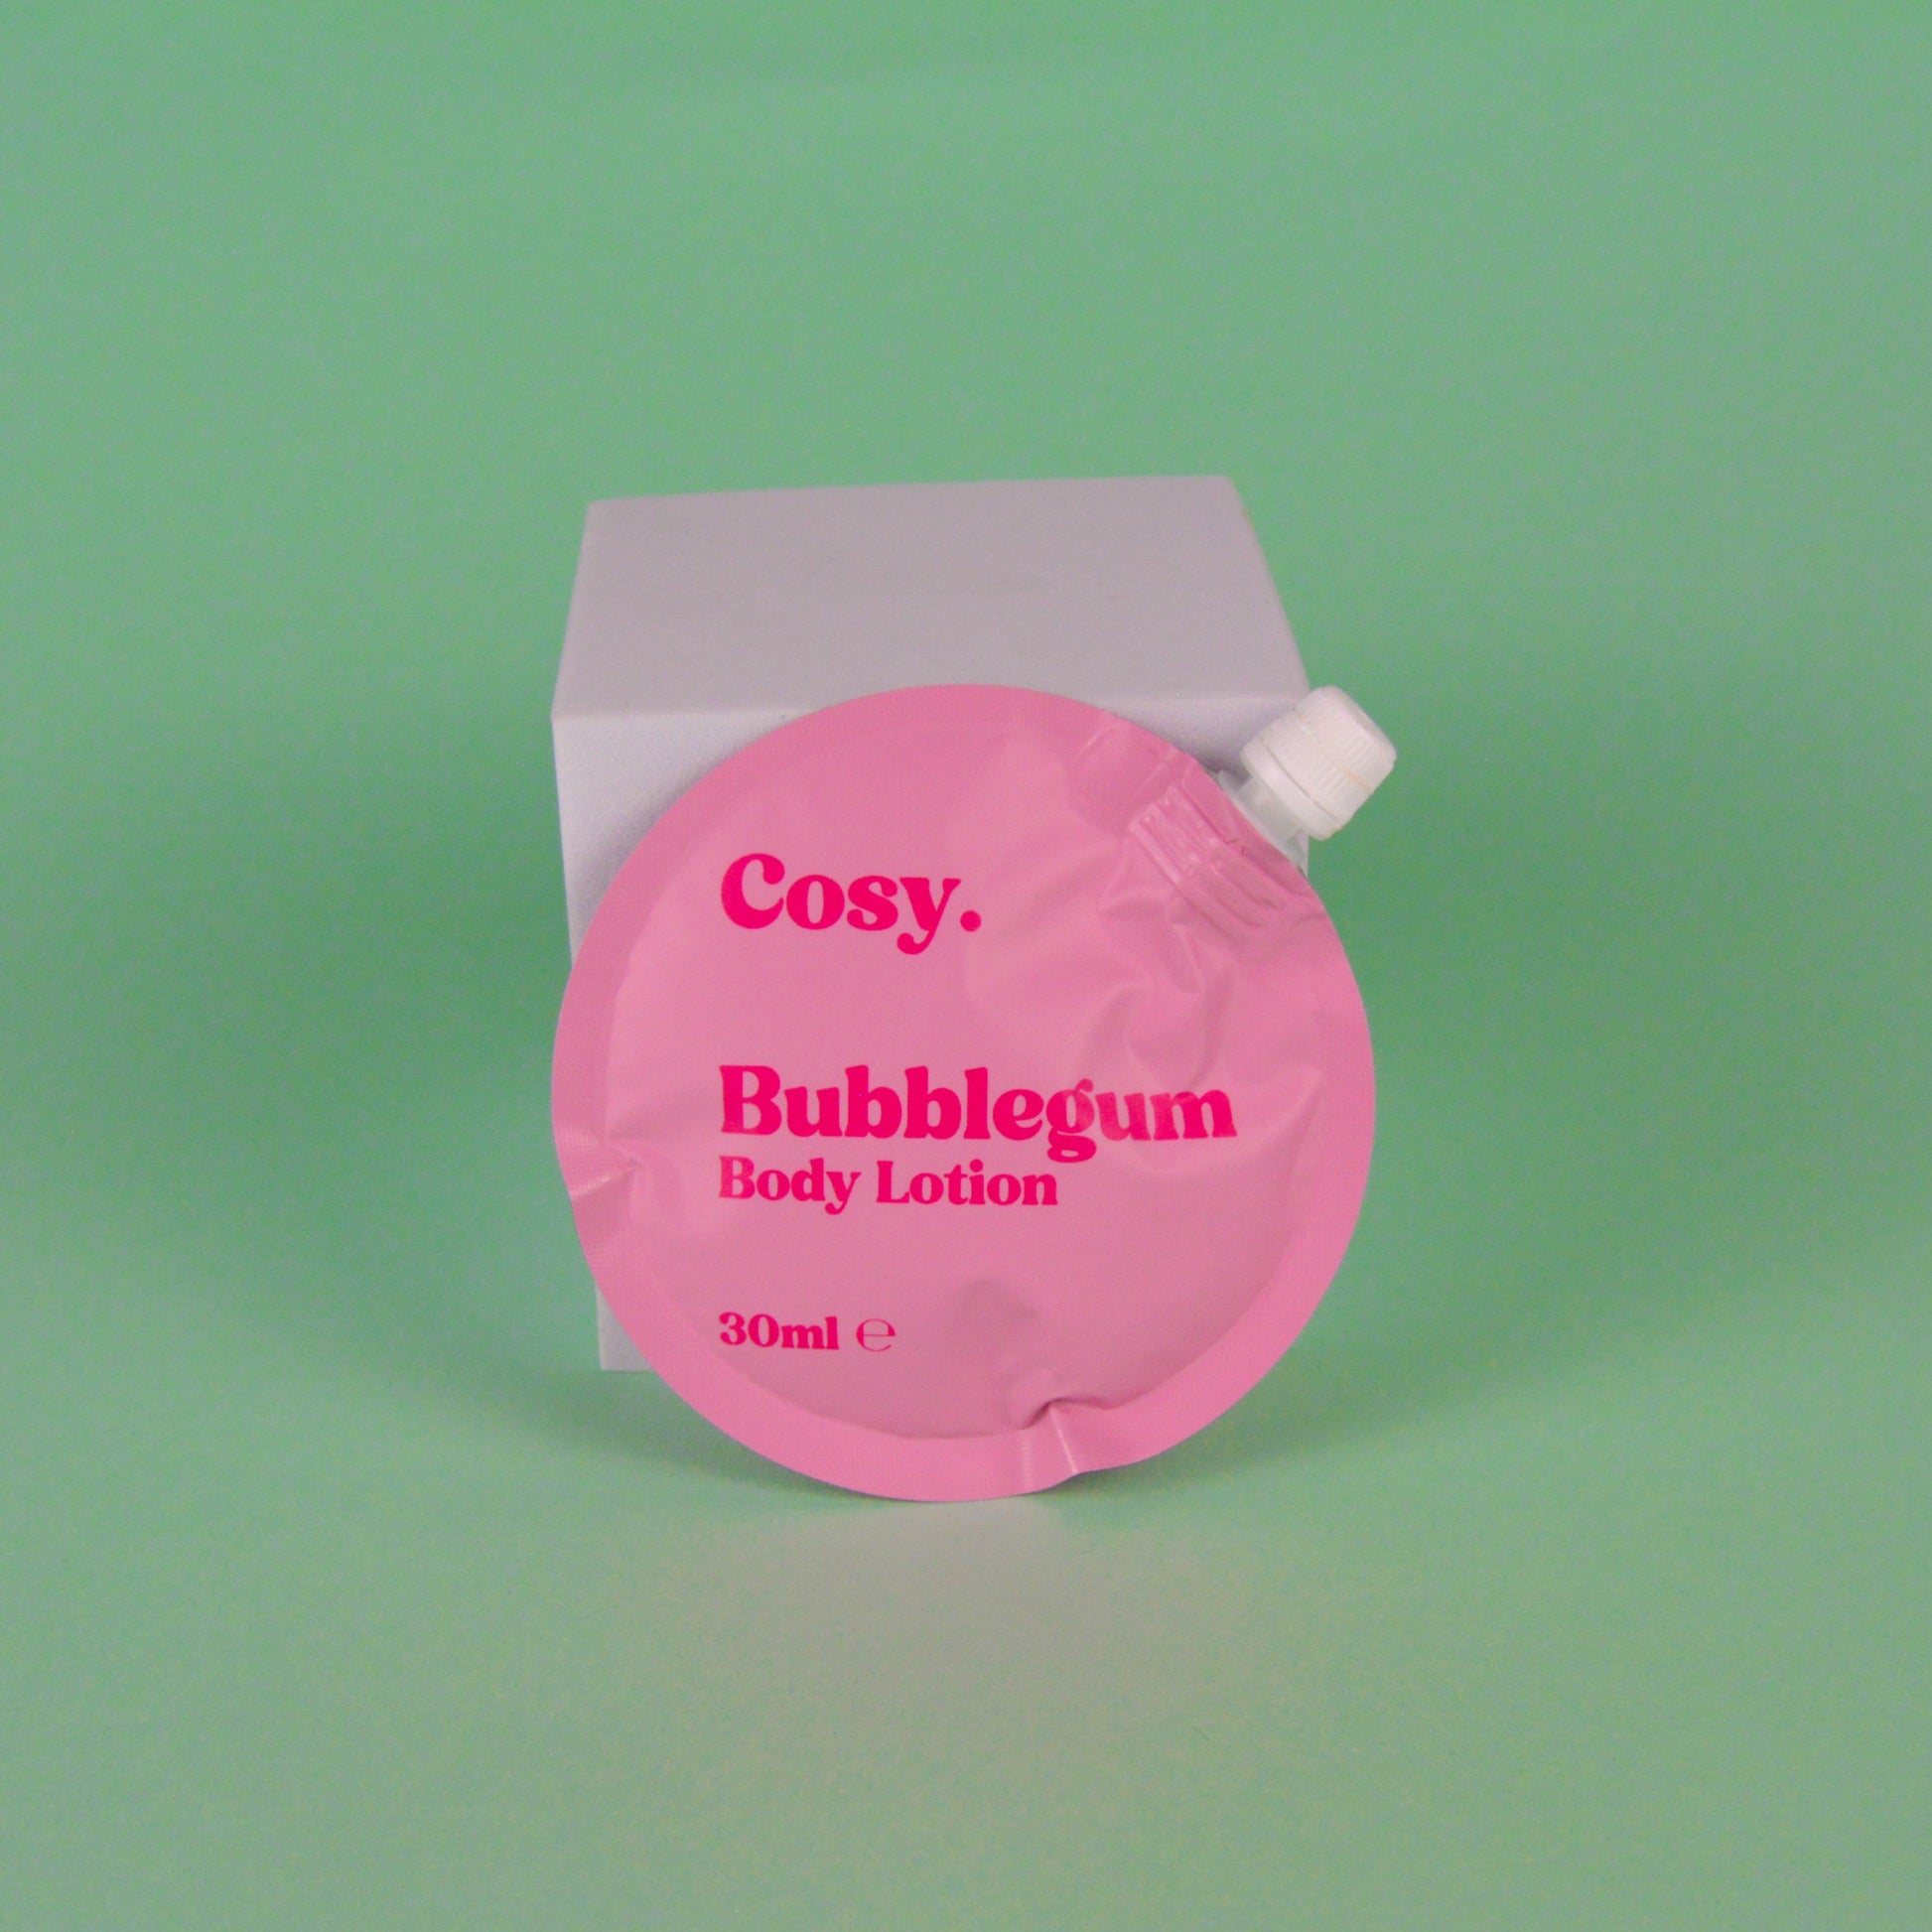 Cosy.
Bubblegum
Body Lotion
30ml ℮